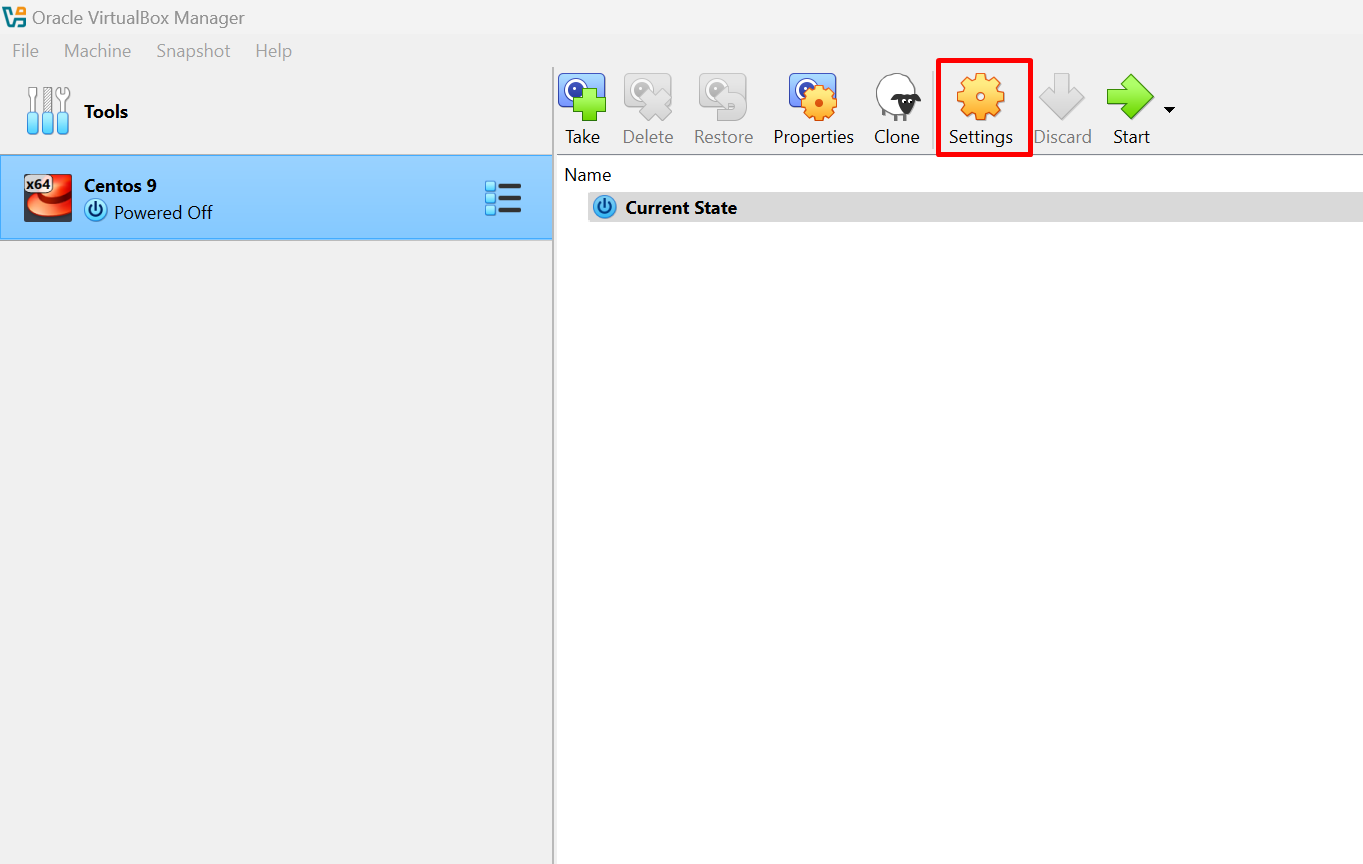 Oracle VirtualBox Manager
File Machine Snapshot Help
Tools
Take Delete Restore Properties Clone Settings Discard Start
x64
Centos 9
Powered Off
Name
Current State